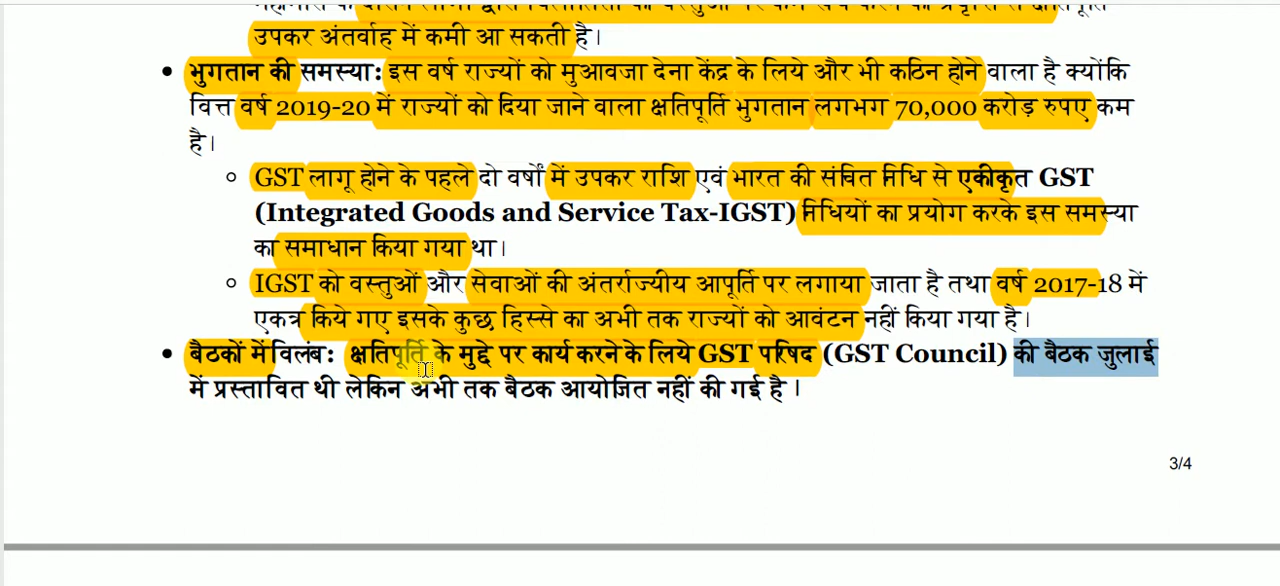 उपकर अंतर्वाह में कमी आ सकती है।
• भुगतान की समस्या: इस वर्ष राज्यों को मुआवजा देना केंद्र के लिये और भी कठिन होने वाला है क्योंकि
वित्त वर्ष 2019-20 में राज्यों को दिया जाने वाला क्षतिपूर्ति भुगतान लगभग 70,000 करोड़ रुपए कम
है।
○ GST लागू होने के पहले दो वर्षों में उपकर राशि एवं भारत की संचित निधि से एकीकृत GST
(Integrated Goods and Service Tax-IGST) निधियों का प्रयोग करके इस समस्या
का समाधान किया गया था।
○ IGST को वस्तुओं और सेवाओं की अंतर्राज्यीय आपूर्ति पर लगाया जाता है तथा वर्ष 2017-18 में
एकत्र किये गए इसके कुछ हिस्से का अभी तक राज्यों को आवंटन नहीं किया गया है।
• बैठकों में विलंब: क्षतिपूर्ति के मुद्दे पर कार्य करने के लिये GST परिषद (GST Council) की बैठक जुलाई
में प्रस्तावित थी लेकिन अभी तक बैठक आयोजित नहीं की गई है।
3/4